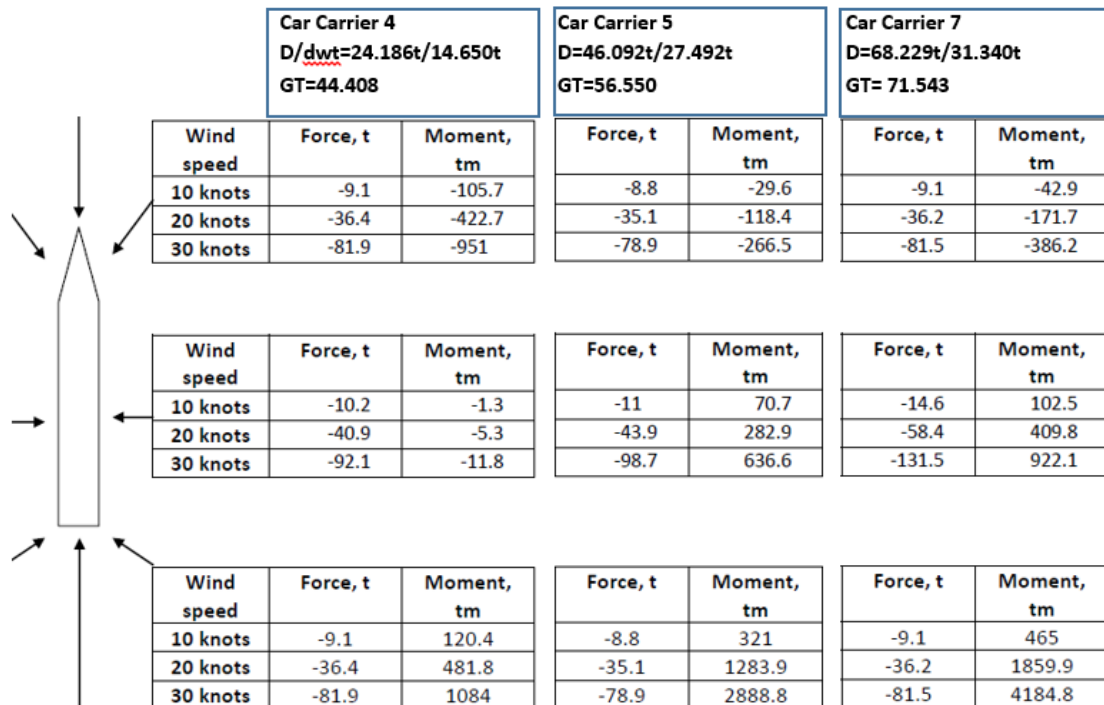 Car Carrier 4
D/dwt=24.186t/14.650t
GT=44.408
Car Carrier 5
D=46.092t/27.492t
GT=56.550
Car Carrier 7
D=68.229t/31.340t
GT= 71.543
Wind speed Force, t Moment, tm Force, t Moment, tm Force, t Moment, tm
10 knots -9.1 -105.7 -8.8 -29.6 -9.1 -42.9
20 knots -36.4 -422.7 -35.1 -118.4 -36.2 -171.7
30 knots -81.9 -951 -78.9 -266.5 -81.5 -386.2
Wind speed Force, t Moment, tm Force, t Moment, tm Force, t Moment, tm
10 knots -10.2 -1.3 -11 70.7 -14.6 102.5
20 knots -40.9 -5.3 -43.9 282.9 -58.4 409.8
30 knots -92.1 -11.8 -98.7 636.6 -131.5 922.1
Wind speed Force, t Moment, tm Force, t Moment, tm Force, t Moment, tm
10 knots -9.1 120.4 -8.8 321 -9.1 465
20 knots -36.4 481.8 -35.1 1283.9 -36.2 1859.9
30 knots -81.9 1084 -78.9 2888.8 -81.5 4184.8